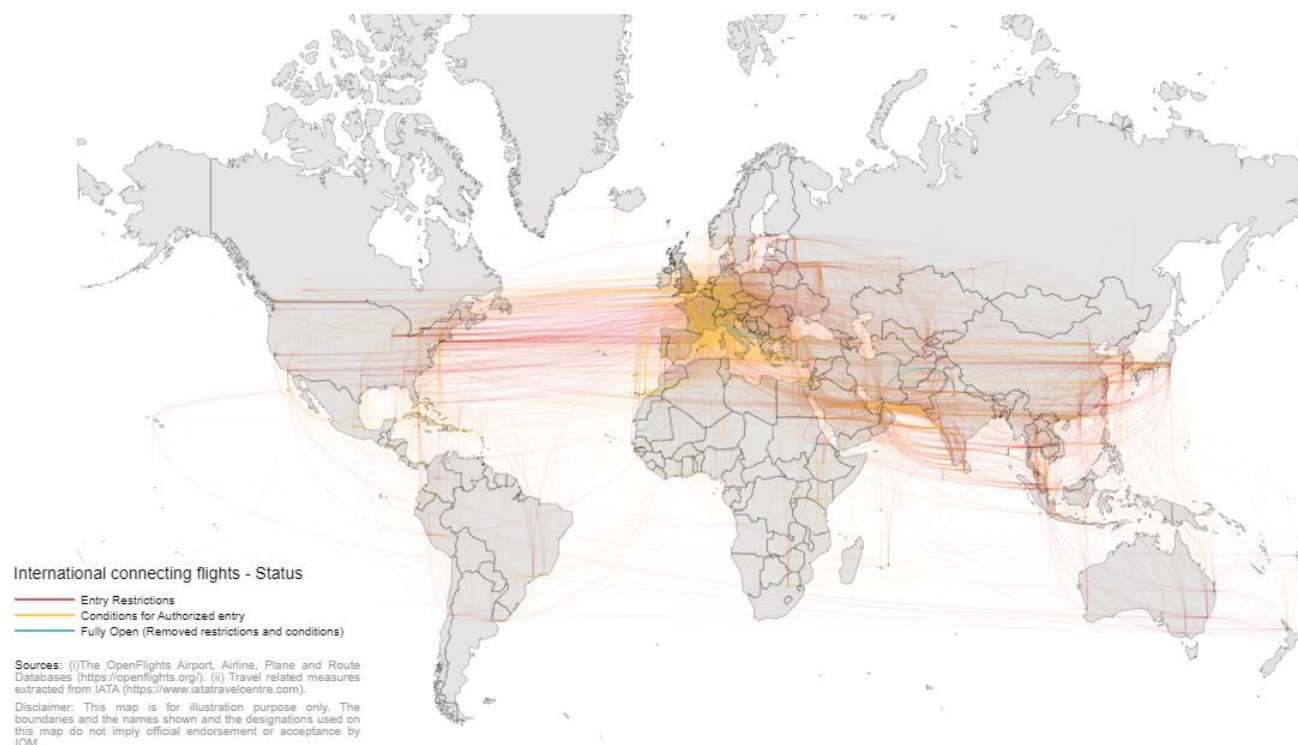 International connecting flights - Status
Entry Restrictions
Conditions for Authorized entry
Fully Open (Removed restrictions and conditions)
Sources: (i)The OpenFlights Airport, Airline, Plane and Route
Databases (https://openflights.org/). (ii) Travel related measures
extracted from IATA (https://www.iatatravelcentre.com).
Disclaimer: This map is for illustration purpose only. The
boundaries and the names shown and the designations used on
this map do not imply official endorsement or acceptance by
IOM